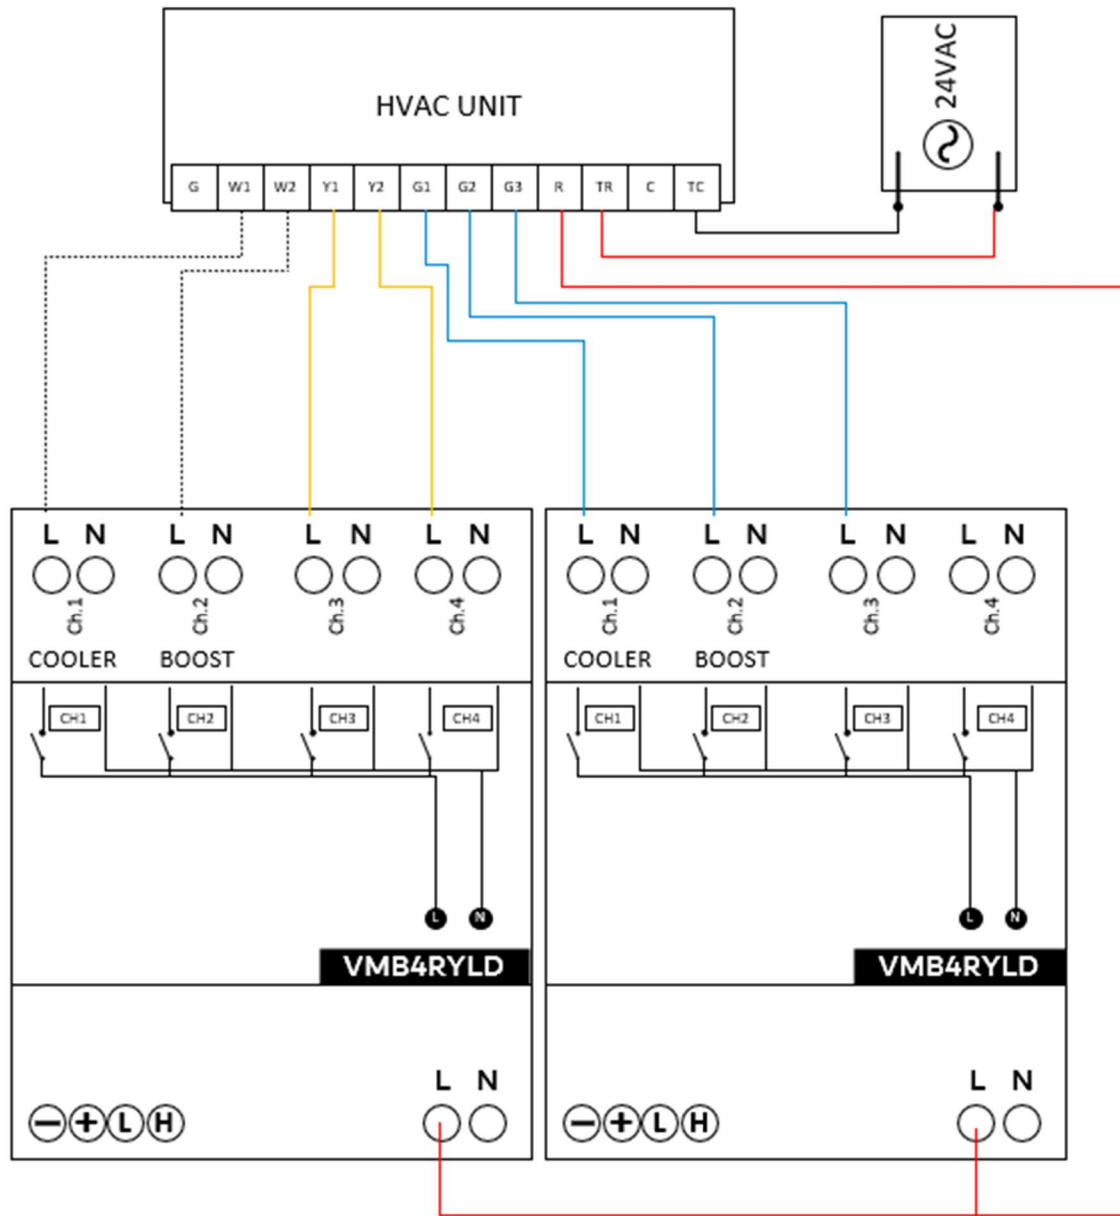 24VAC
HVAC UNIT
G W1 W2 Y1 Y2 G1 G2 G3 R TR C TC
L N L N L N L N
Ch.1 Ch.2 Ch.3 Ch.4
COOLER BOOST
CH1 CH2 CH3 CH4
L N
VMB4RYLD
L N
− + L H
L N L N L N L N
Ch.1 Ch.2 Ch.3 Ch.4
COOLER BOOST
CH1 CH2 CH3 CH4
L N
VMB4RYLD
L N
− + L H